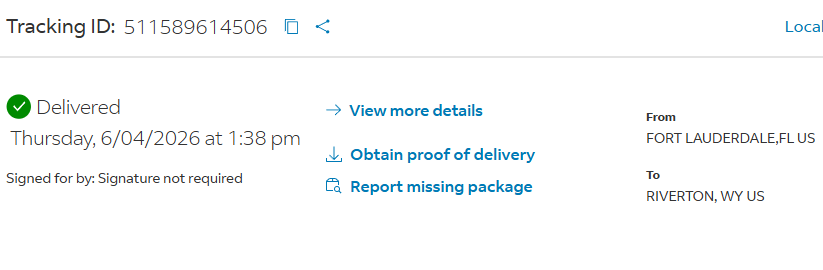 Tracking ID: 511589614506
Local
Delivered
Thursday, 6/04/2026 at 1:38 pm
Signed for by: Signature not required
View more details
Obtain proof of delivery
Report missing package
From
FORT LAUDERDALE,FL US
To
RIVERTON, WY US